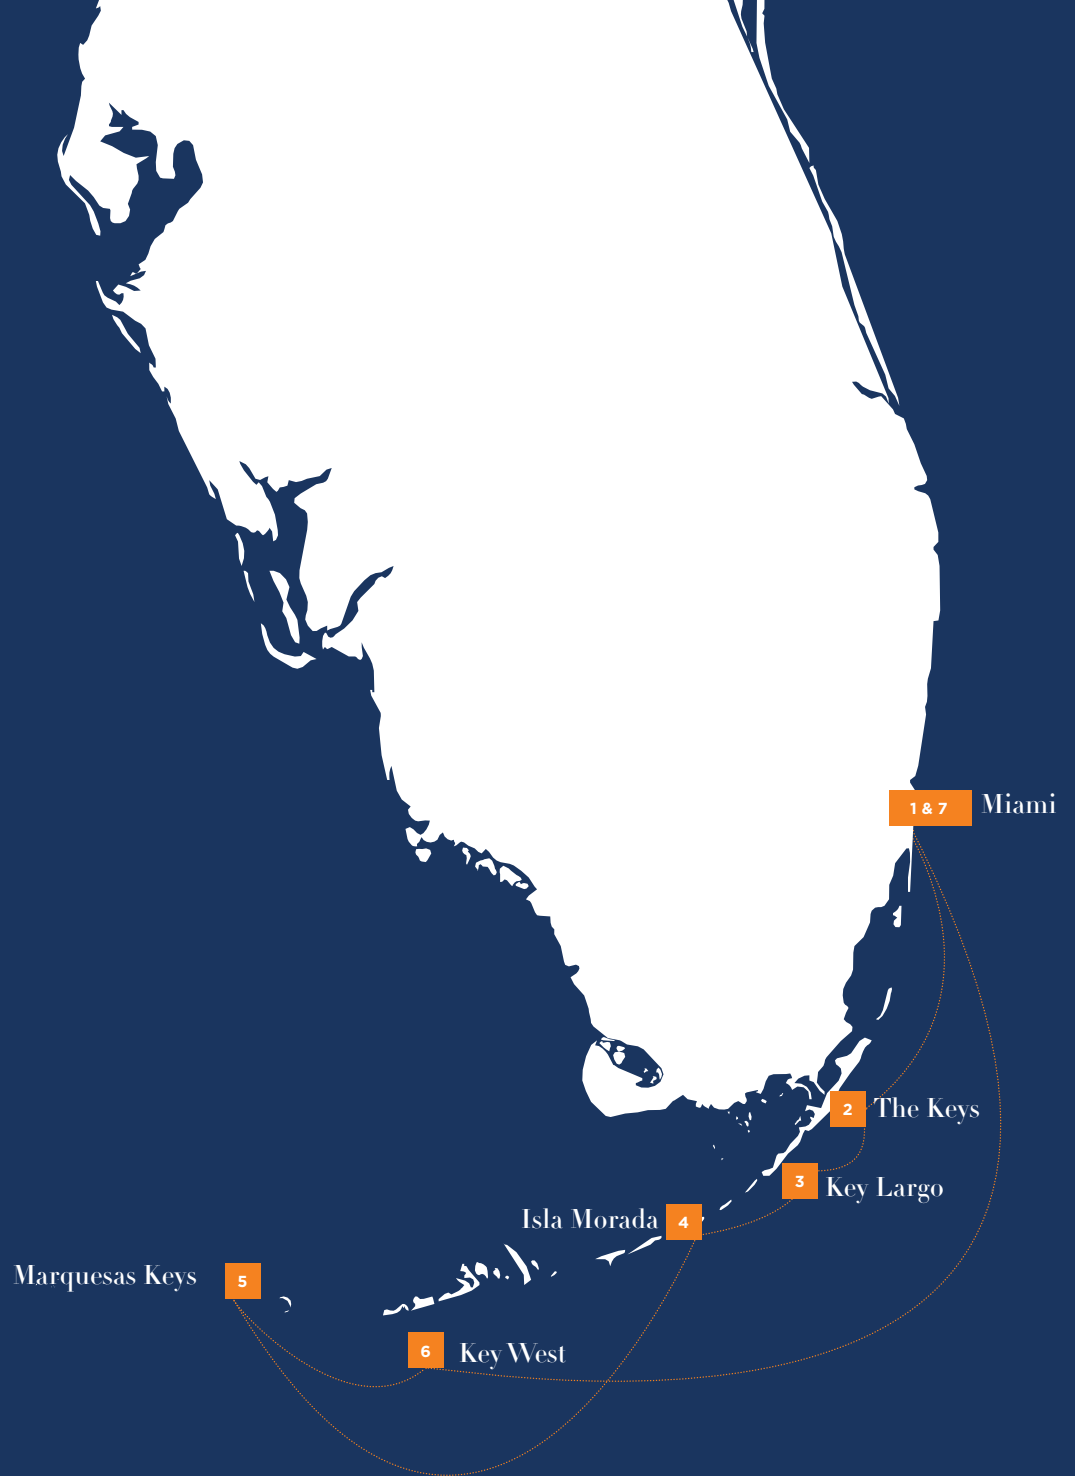 1 & 7 Miami
2 The Keys
3 Key Largo
Isla Morada 4
Marquesas Keys 5
6 Key West